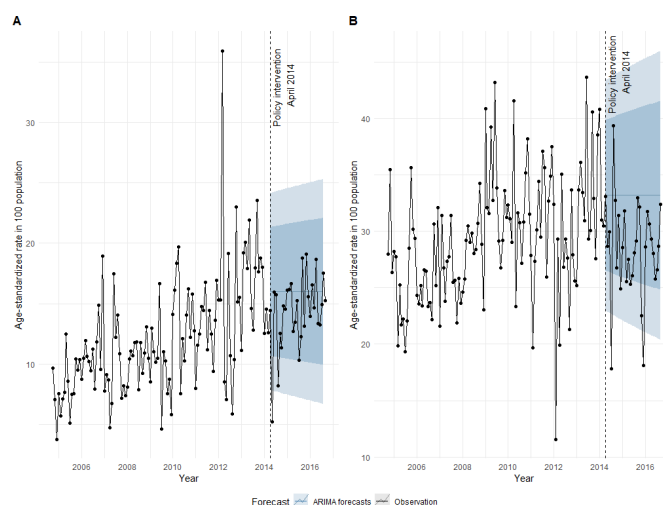 A
B
Age-standardized rate in 100 population
30
20
10
Policy intervention
April 2014
2006
2008
2010
2012
2014
2016
Year
Age-standardized rate in 100 population
40
30
20
10
Policy intervention
April 2014
2006
2008
2010
2012
2014
2016
Year
Forecast ARIMA forecasts Observation